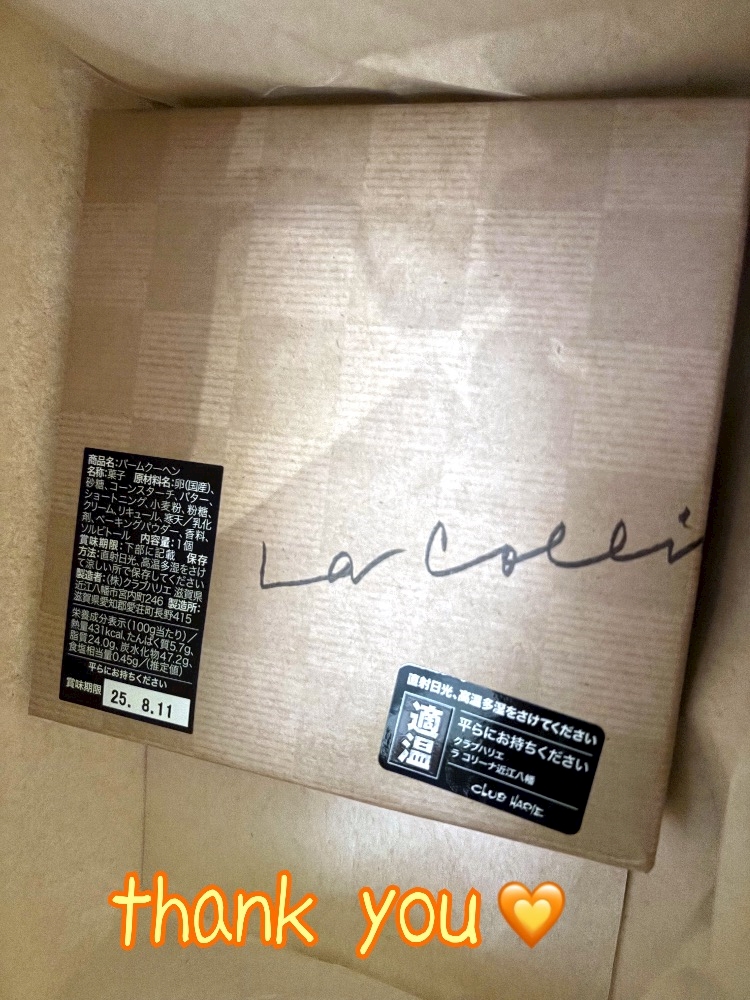 La Colli
商品名:バームクーヘン
名称:菓子 原材料名:卵(国産)、
砂糖、コーンスターチ、バター、
ショートニング、小麦粉、粉糖、
クリーム、リキュール、寒天/乳化
剤、ベーキングパウダー、香料、
ソルビトール 内容量:1個
賞味期限:下部に記載 保存
方法:直射日光、高温多湿をさけ
て涼しい所で保存してください
製造者:(株)クラブハリエ 滋賀県
近江八幡市宮内町246 製造所:
滋賀県愛知郡愛荘町長野415
栄養成分表示(100g当たり)/
熱量431kcal、たんぱく質5.7g、
脂質24.0g、炭水化物47.2g、
食塩相当量0.45g/(推定値)
平らにお持ちください
賞味期限 25. 8.11
直射日光、高温多湿をさけてください
適温
平らにお持ちください
クラブハリエ
ラ コリーナ近江八幡
CLUB HARIE
thank you🧡